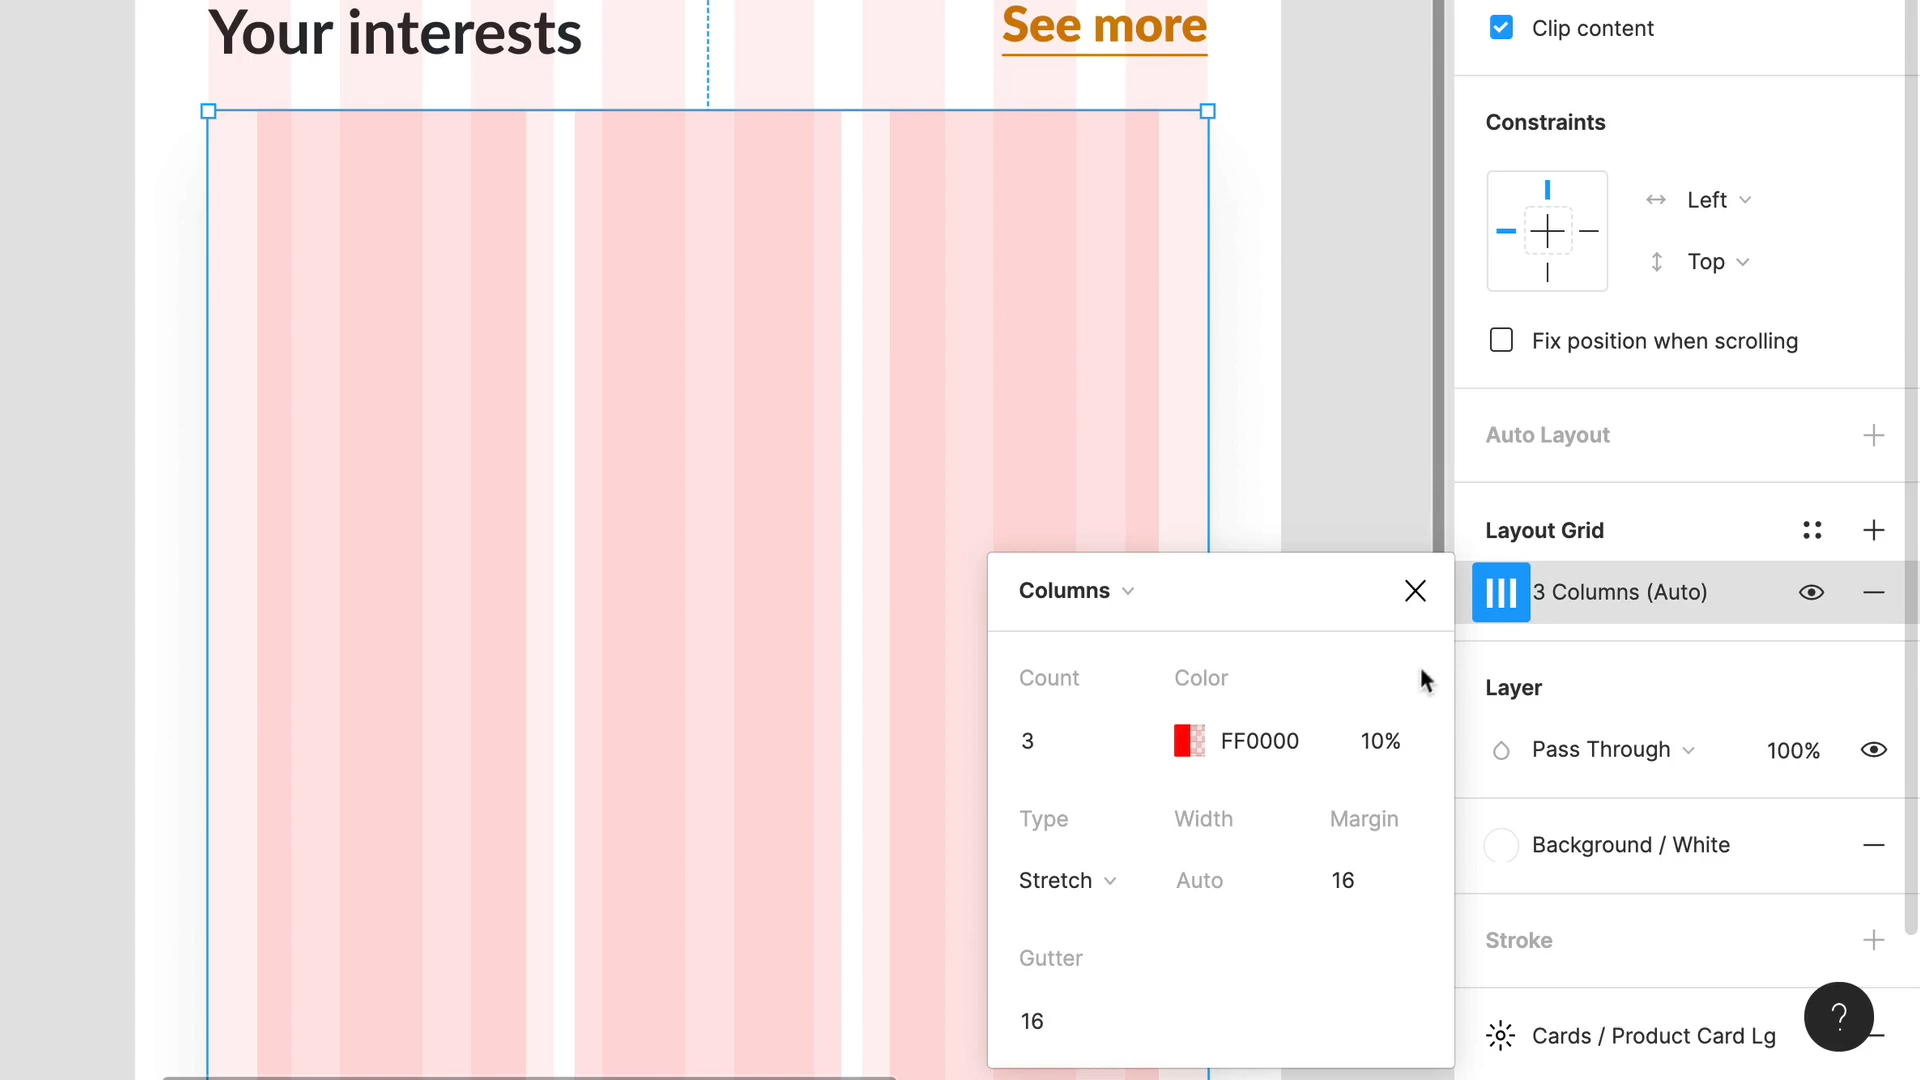 Your interests
See more
Clip content
Constraints
Left
Top
Fix position when scrolling
Auto Layout
Layout Grid
3 Columns (Auto)
Columns
Count
Color
3
FF0000
10%
Type
Width
Margin
Stretch
Auto
16
Gutter
16
Layer
Pass Through
100%
Background / White
Stroke
Cards / Product Card Lg
?